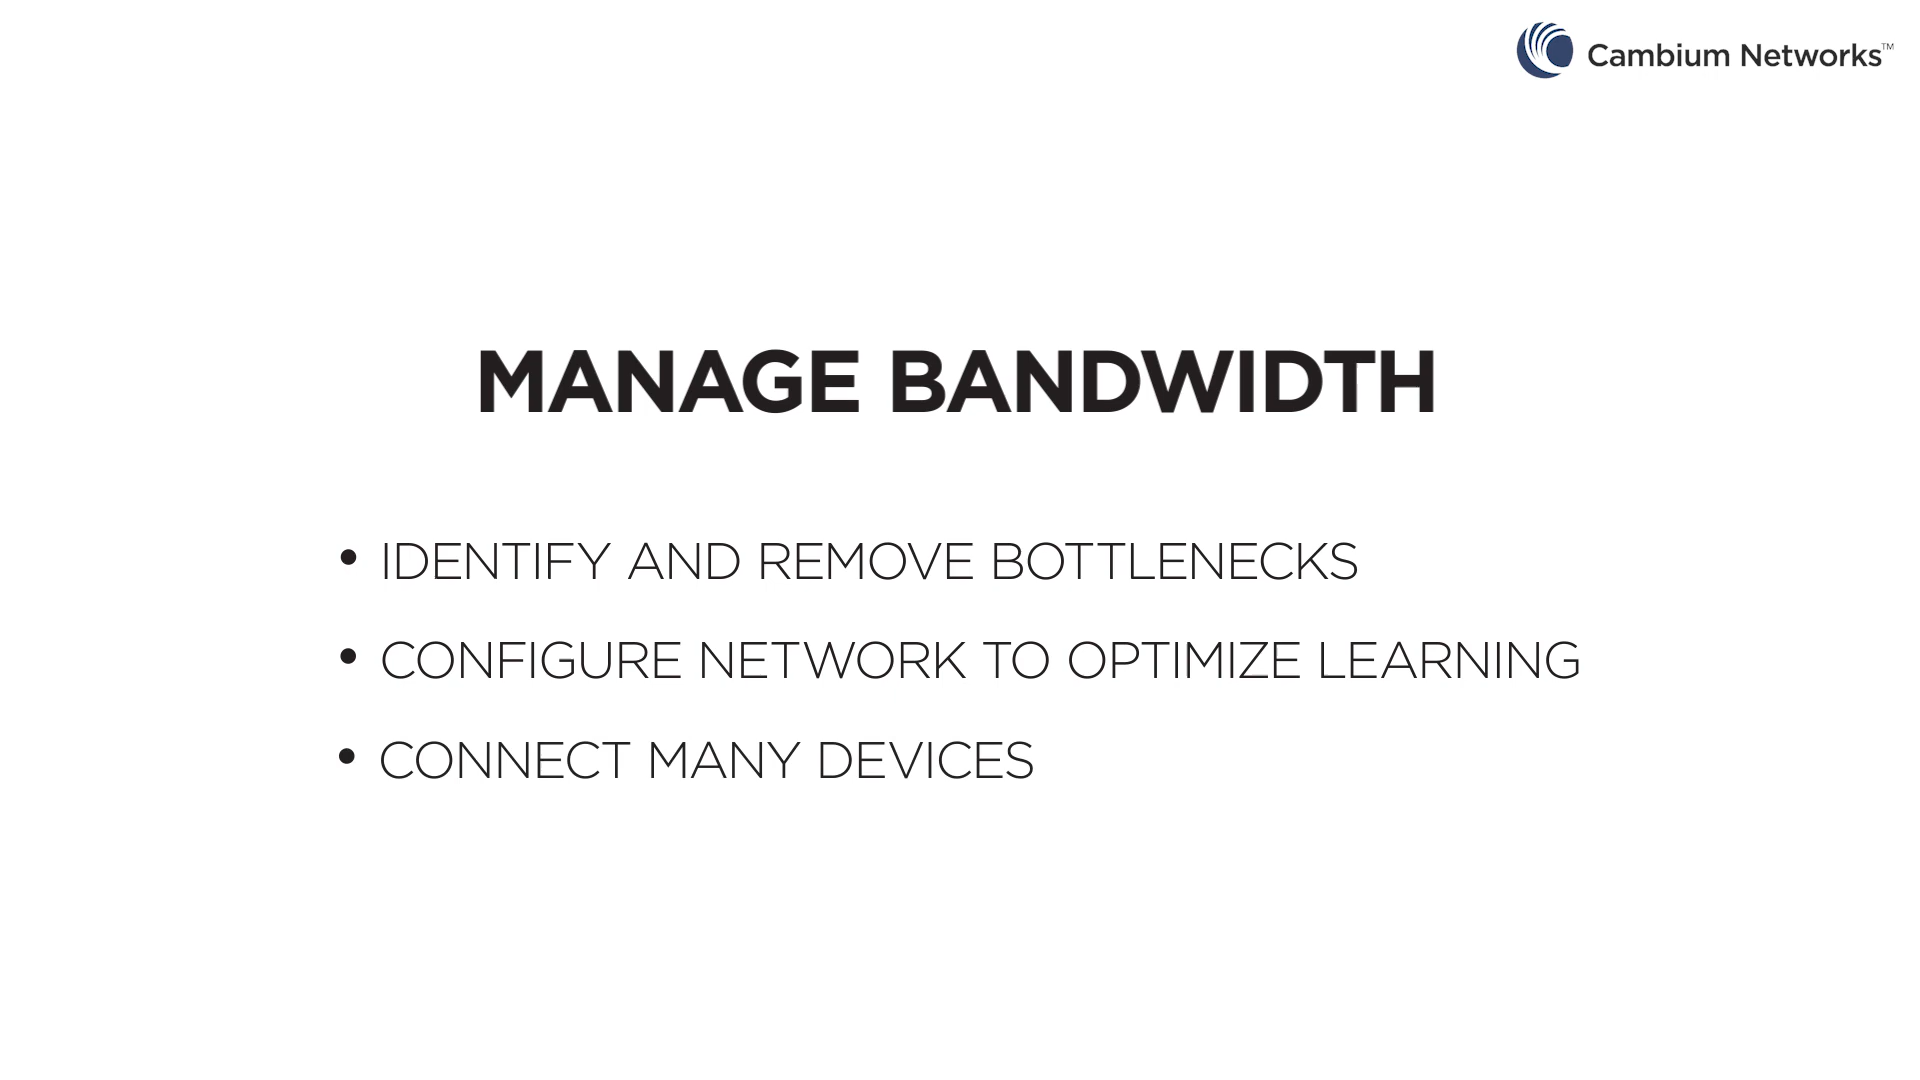 Cambium Networks™
MANAGE BANDWIDTH
• IDENTIFY AND REMOVE BOTTLENECKS
• CONFIGURE NETWORK TO OPTIMIZE LEARNING
• CONNECT MANY DEVICES